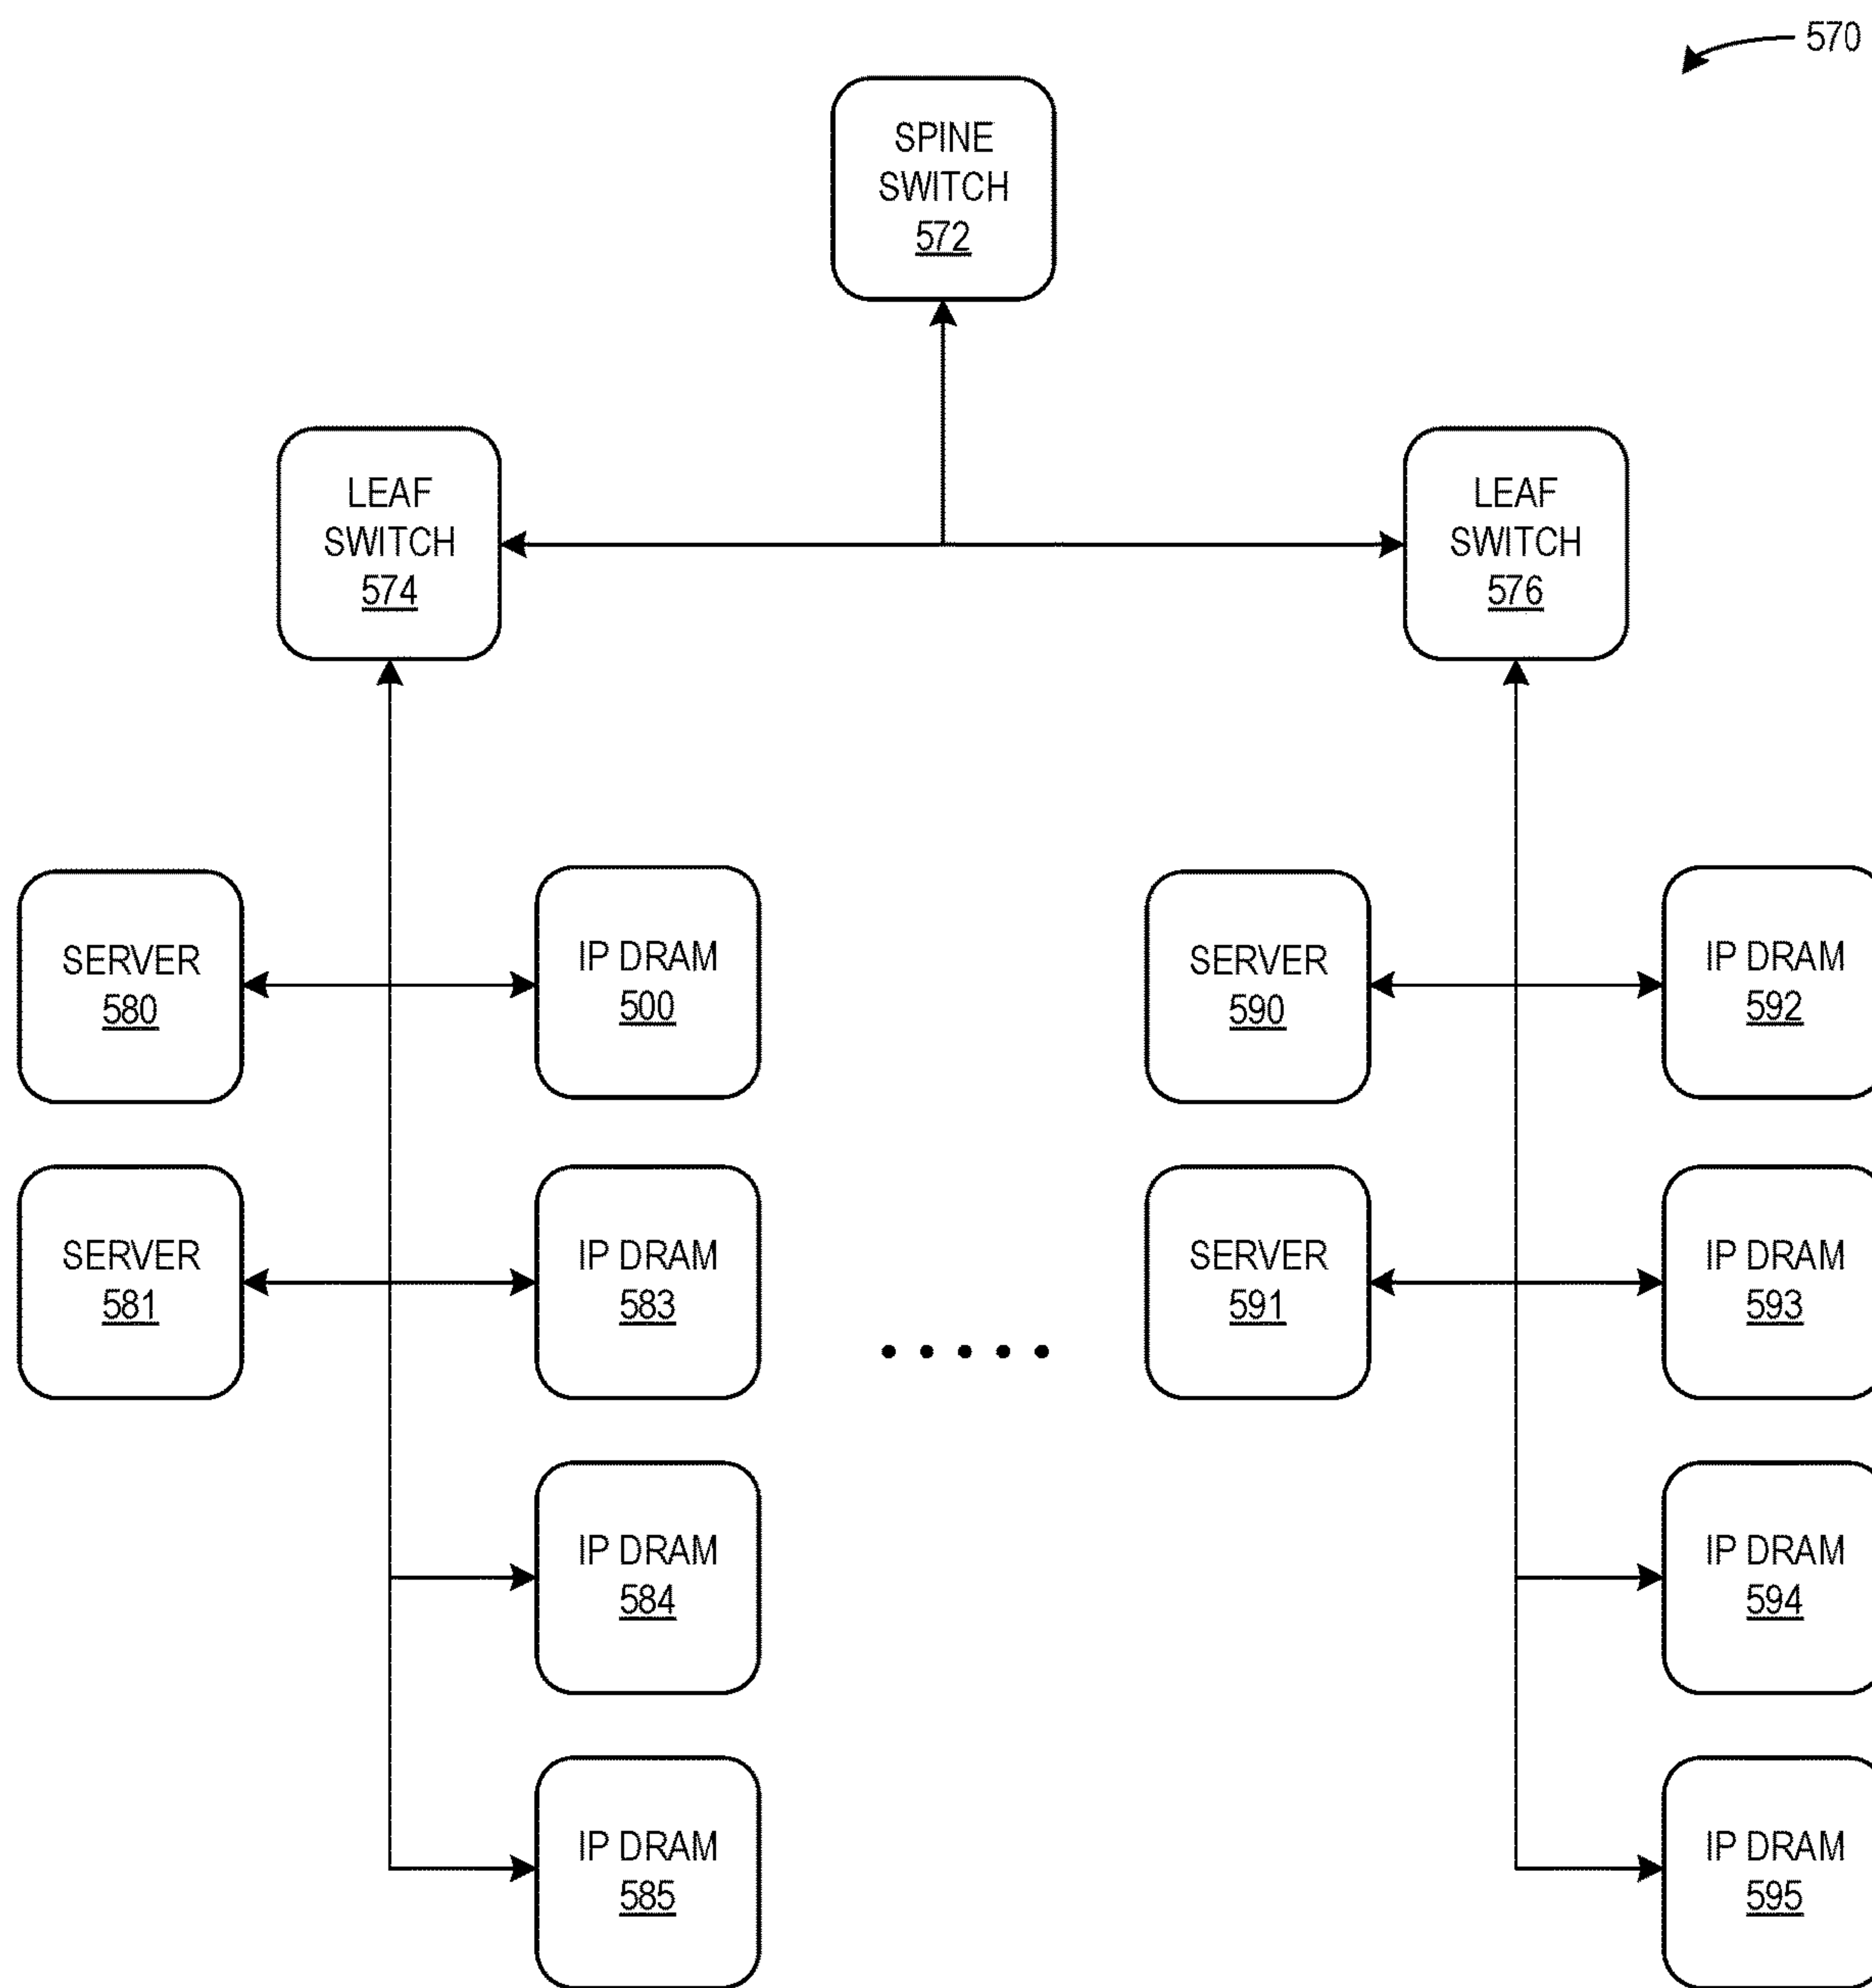 570
SPINE
SWITCH
572
LEAF
SWITCH
574
LEAF
SWITCH
576
SERVER
580
IP DRAM
500
SERVER
590
IP DRAM
592
SERVER
581
IP DRAM
583
SERVER
591
IP DRAM
593
IP DRAM
584
IP DRAM
594
IP DRAM
585
IP DRAM
595